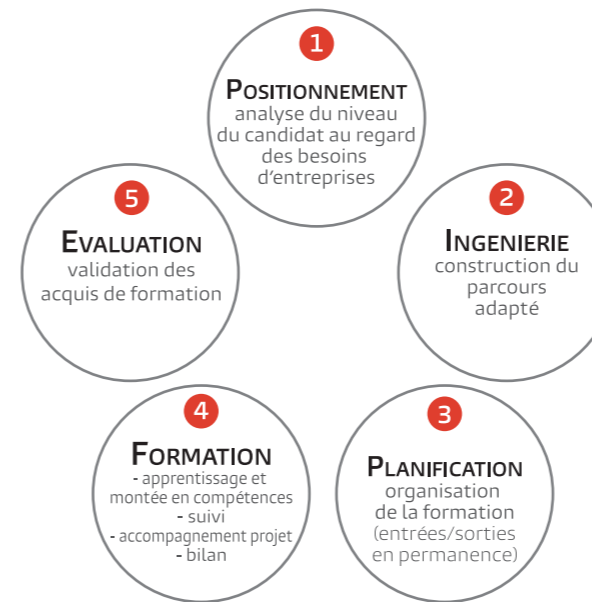 1
POSITIONNEMENT
analyse du niveau
du candidat au regard
des besoins
d'entreprises
2
INGENIERIE
construction du
parcours
adapté
3
PLANIFICATION
organisation
de la formation
(entrées/sorties
en permanence)
4
FORMATION
- apprentissage et
montée en compétences
- suivi
- accompagnement projet
- bilan
5
EVALUATION
validation des
acquis de formation